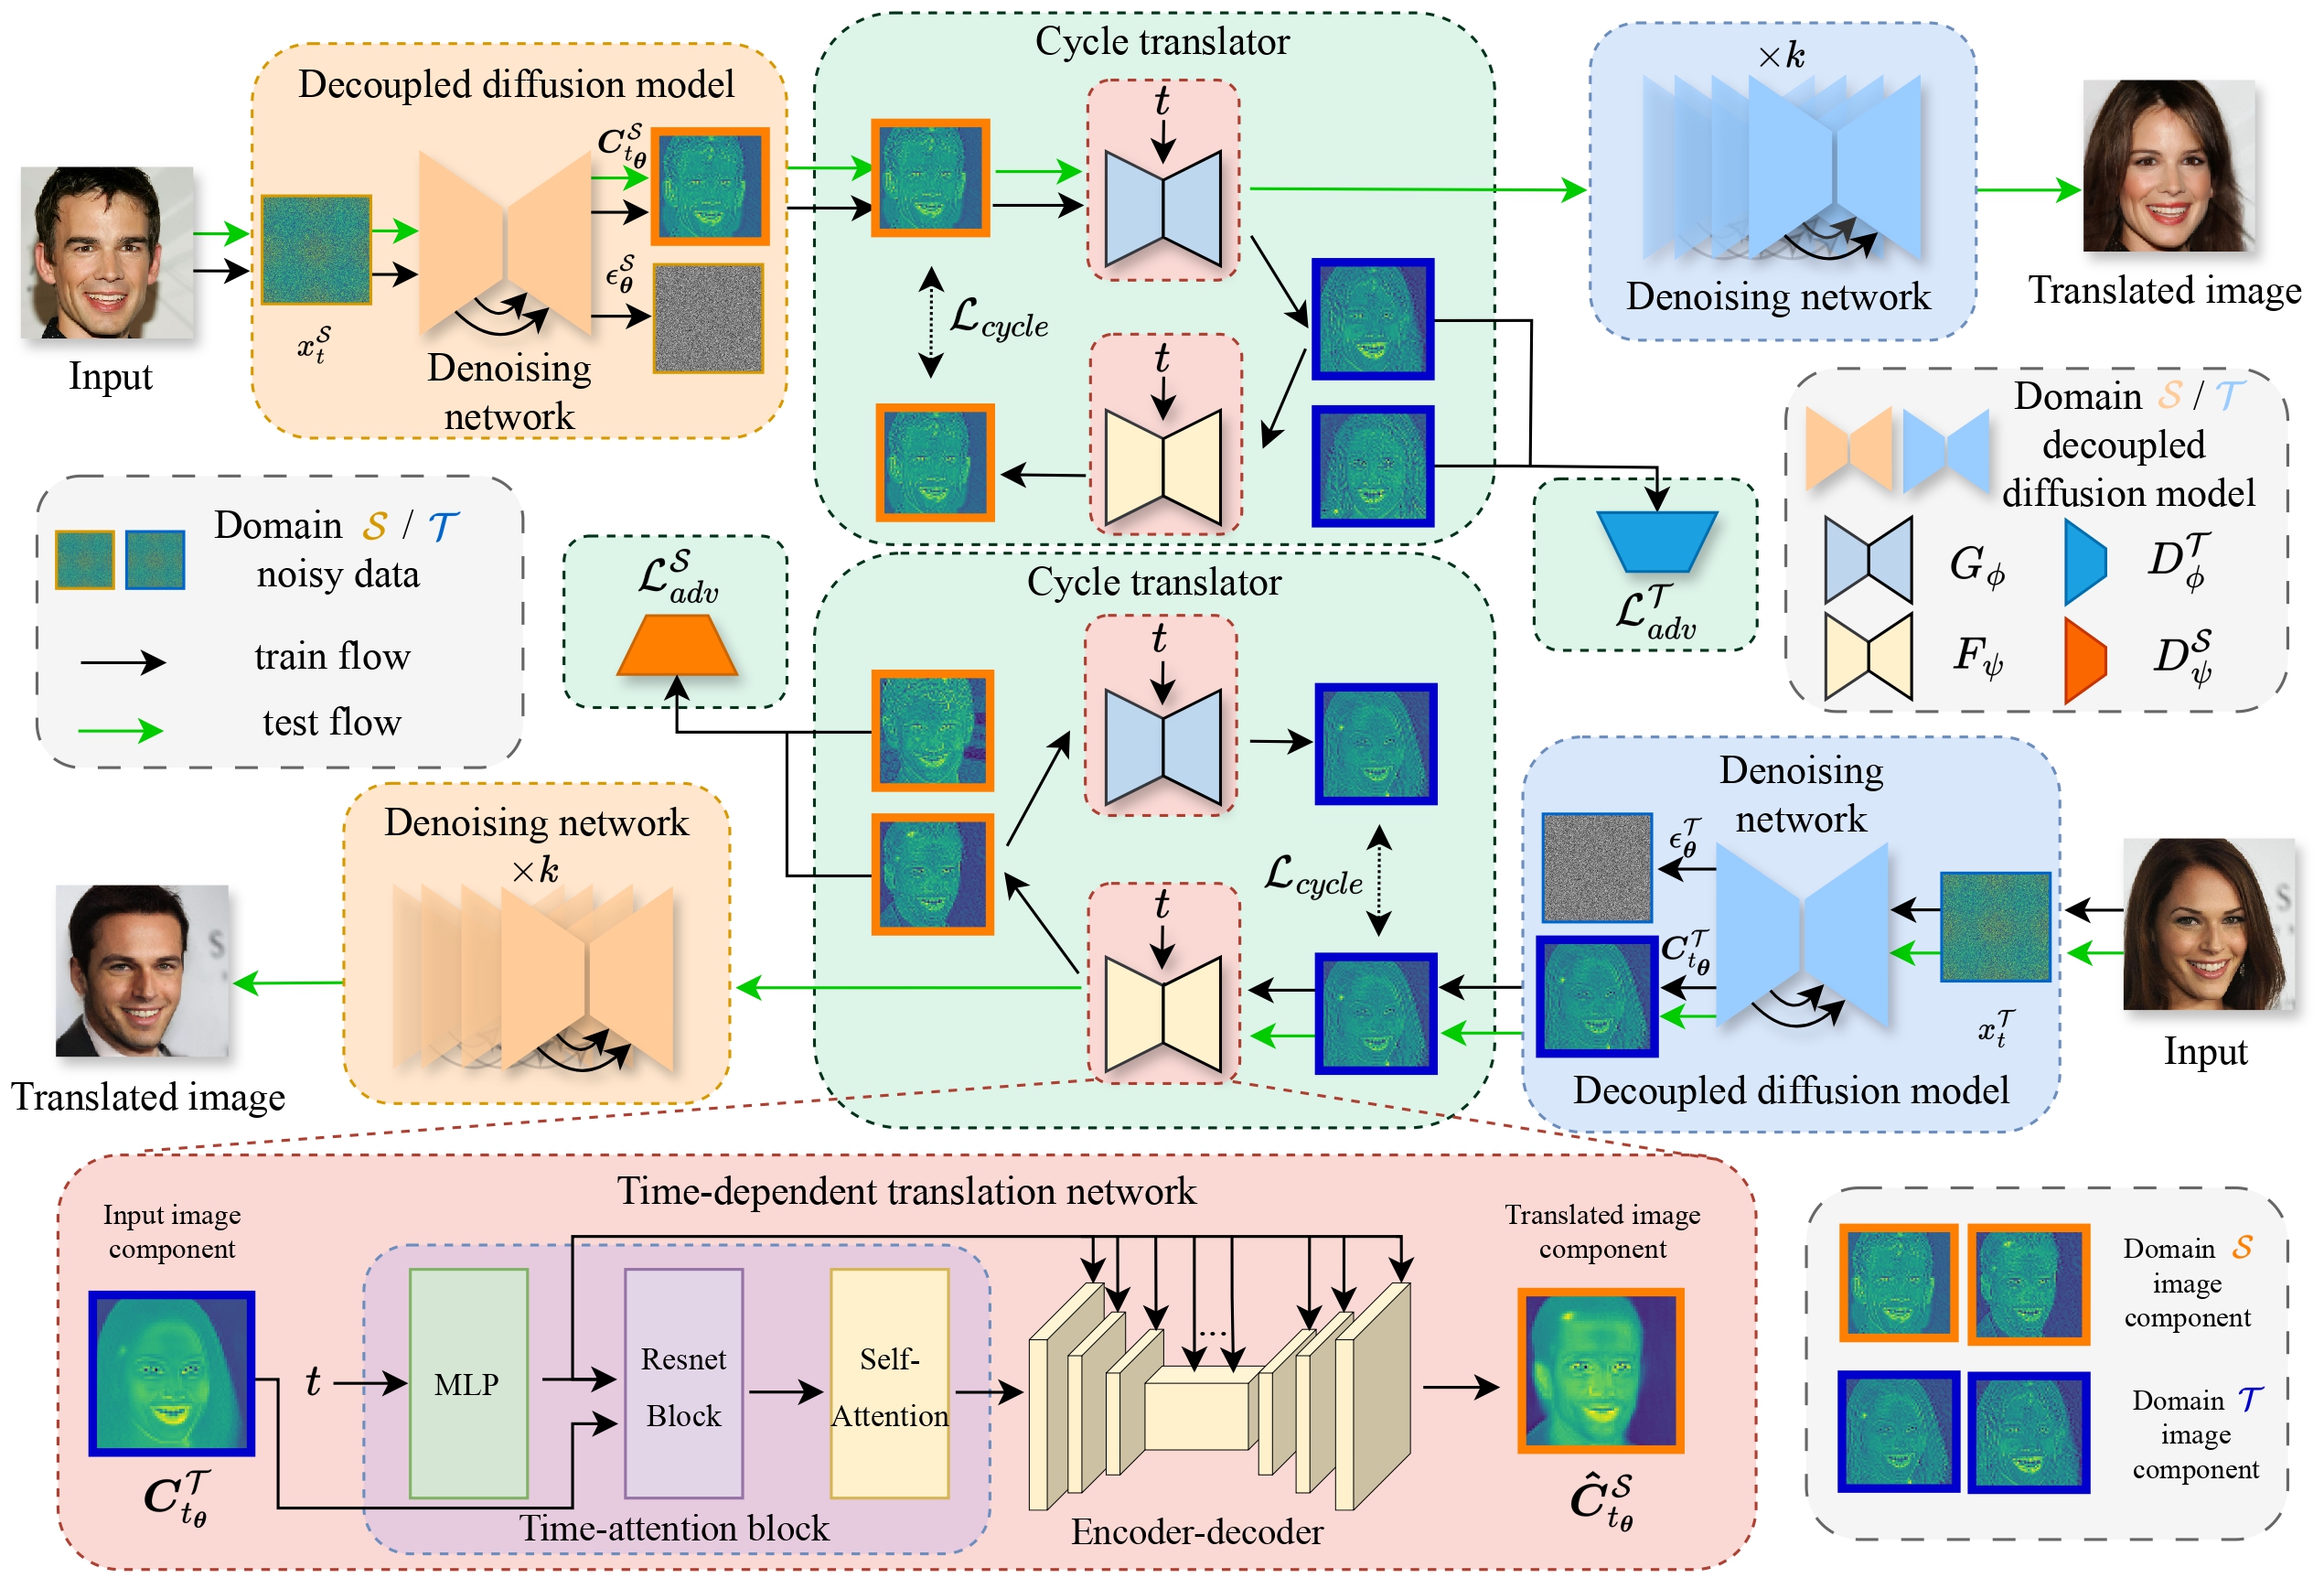 Decoupled diffusion model
$C_{t_\theta}^{\mathcal{S}}$
$\epsilon_\theta^{\mathcal{S}}$
$x_t^{\mathcal{S}}$
Denoising
network
Input
Cycle translator
t
$\mathcal{L}_{cycle}$
t
×k
Denoising network
Translated image
Domain $\mathcal{S}$ / $\mathcal{T}$
noisy data
train flow
test flow
$\mathcal{L}_{adv}^{\mathcal{S}}$
$\mathcal{L}_{adv}^{\mathcal{T}}$
Domain $\mathcal{S}$ / $\mathcal{T}$
decoupled
diffusion model
$G_\phi$ $D_\phi^{\mathcal{T}}$
$F_\psi$ $D_\psi^{\mathcal{S}}$
Cycle translator
t
$\mathcal{L}_{cycle}$
t
Denoising network
×k
Translated image
Denoising
network
$\epsilon_\theta^{\mathcal{T}}$
$C_{t_\theta}^{\mathcal{T}}$
$x_t^{\mathcal{T}}$
Decoupled diffusion model
Input
Time-dependent translation network
Input image
component
$C_{t_\theta}^{\mathcal{T}}$
t
MLP
Resnet
Block
Self-
Attention
Time-attention block
...
Encoder-decoder
Translated image
component
$\hat{C}_{t_\theta}^{\mathcal{S}}$
Domain $\mathcal{S}$
image
component
Domain $\mathcal{T}$
image
component